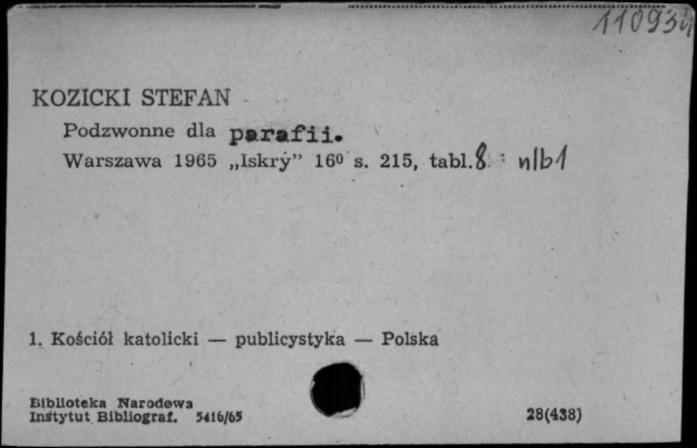 KOZICKI STEFAN
Podzwonne dla parafii.
Warszawa 1965 „Iskry” 16⁰ s. 215, tabl. 8 : nlb1
1. Kościół katolicki — publicystyka — Polska
Biblioteka Narodowa
Instytut Bibliograf. 5416/65
28(438)